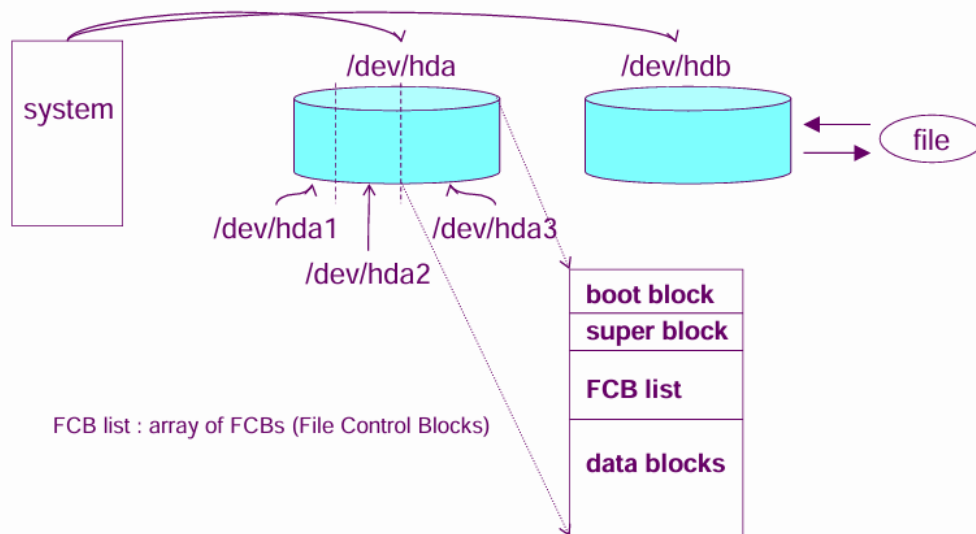 /dev/hda
/dev/hdb
system
file
/dev/hda1
/dev/hda3
/dev/hda2
boot block
super block
FCB list
FCB list : array of FCBs (File Control Blocks)
data blocks